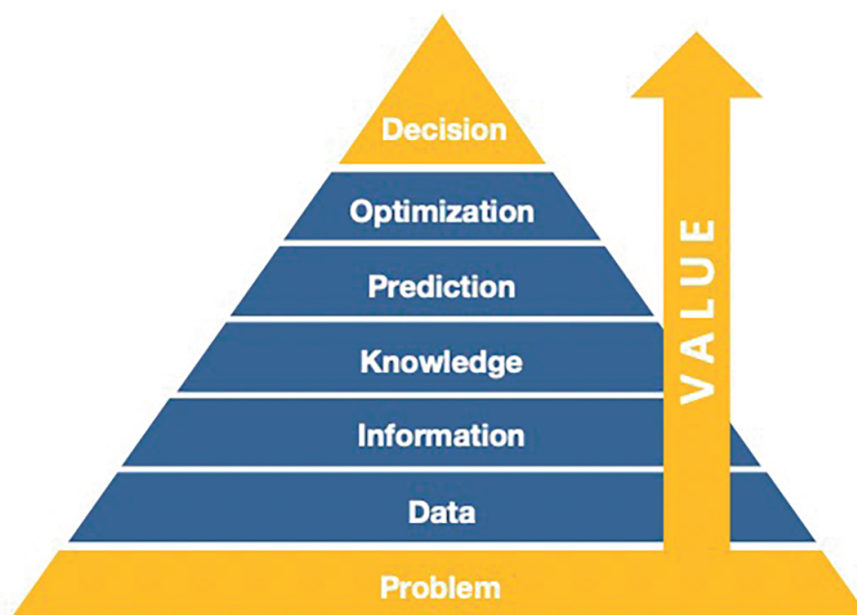 Decision
Optimization
Prediction
Knowledge
Information
Data
Problem
VALUE